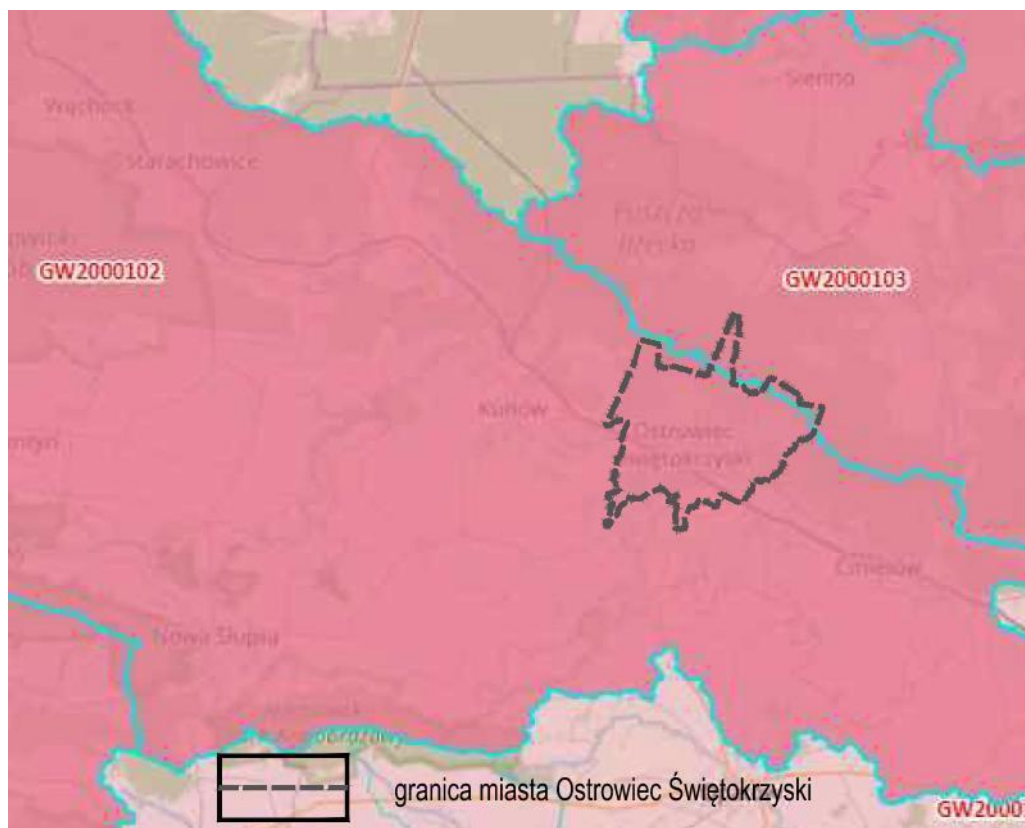 Sienno
Wąchock
Starachowice
Puszcza
Iłżecka
GW2000102
GW2000103
Kunów
Ostrowiec
Świętokrzyski
Ćmielów
Nowa Słupia
granica miasta Ostrowiec Świętokrzyski
GW2000